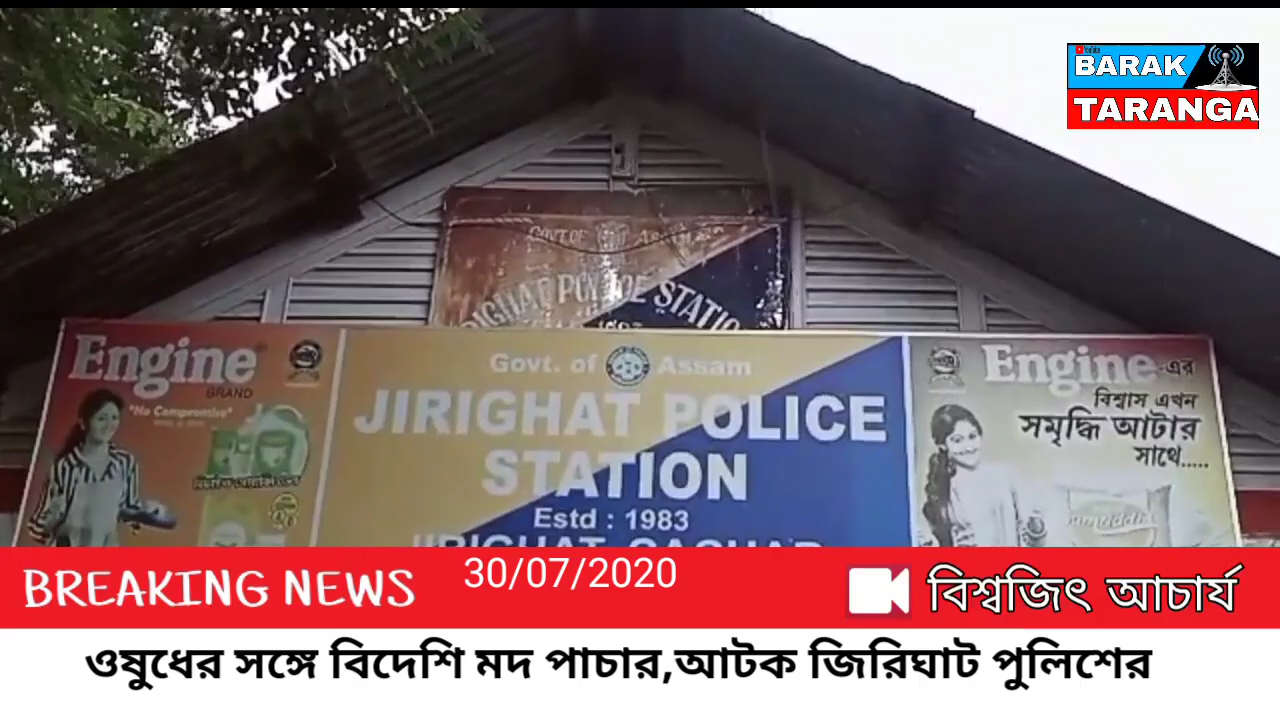 BARAK
TARANGA
GOVT OF ASSAM
POLICE STATION
Engine
BRAND
"No Compromise"
Govt. of Assam
JIRIGHAT POLICE
STATION
Estd : 1983
Engine-এর
বিশ্বাস এখন
সমৃদ্ধি আটার
সাথে.....
BREAKING NEWS
30/07/2020
বিশ্বজিৎ আচার্য
ওষুধের সঙ্গে বিদেশি মদ পাচার,আটক জিরিঘাট পুলিশের